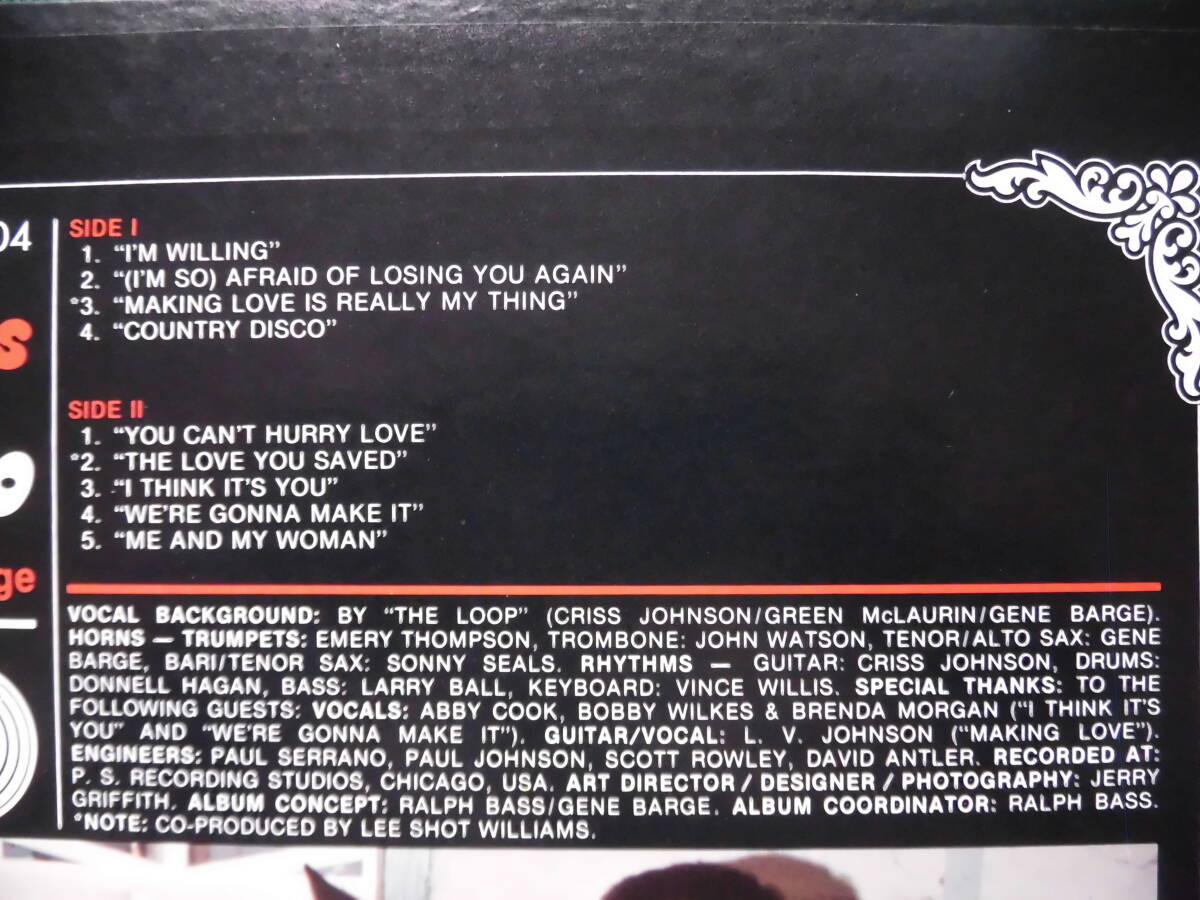 04
s
ge
SIDE I
1. “I'M WILLING”
2. “(I'M SO) AFRAID OF LOSING YOU AGAIN”
*3. “MAKING LOVE IS REALLY MY THING”
4. “COUNTRY DISCO”
SIDE II
1. “YOU CAN'T HURRY LOVE”
*2. “THE LOVE YOU SAVED”
3. “I THINK IT'S YOU”
4. “WE'RE GONNA MAKE IT”
5. “ME AND MY WOMAN”
VOCAL BACKGROUND: BY “THE LOOP” (CRISS JOHNSON/GREEN McLAURIN/GENE BARGE).
HORNS — TRUMPETS: EMERY THOMPSON, TROMBONE: JOHN WATSON, TENOR/ALTO SAX: GENE
BARGE, BARI/TENOR SAX: SONNY SEALS. RHYTHMS — GUITAR: CRISS JOHNSON, DRUMS:
DONNELL HAGAN, BASS: LARRY BALL, KEYBOARD: VINCE WILLIS. SPECIAL THANKS: TO THE
FOLLOWING GUESTS: VOCALS: ABBY COOK, BOBBY WILKES & BRENDA MORGAN (“I THINK IT'S
YOU” AND “WE'RE GONNA MAKE IT”). GUITAR/VOCAL: L. V. JOHNSON (“MAKING LOVE”).
ENGINEERS: PAUL SERRANO, PAUL JOHNSON, SCOTT ROWLEY, DAVID ANTLER. RECORDED AT:
P. S. RECORDING STUDIOS, CHICAGO, USA. ART DIRECTOR / DESIGNER / PHOTOGRAPHY: JERRY
GRIFFITH. ALBUM CONCEPT: RALPH BASS/GENE BARGE. ALBUM COORDINATOR: RALPH BASS.
*NOTE: CO-PRODUCED BY LEE SHOT WILLIAMS.